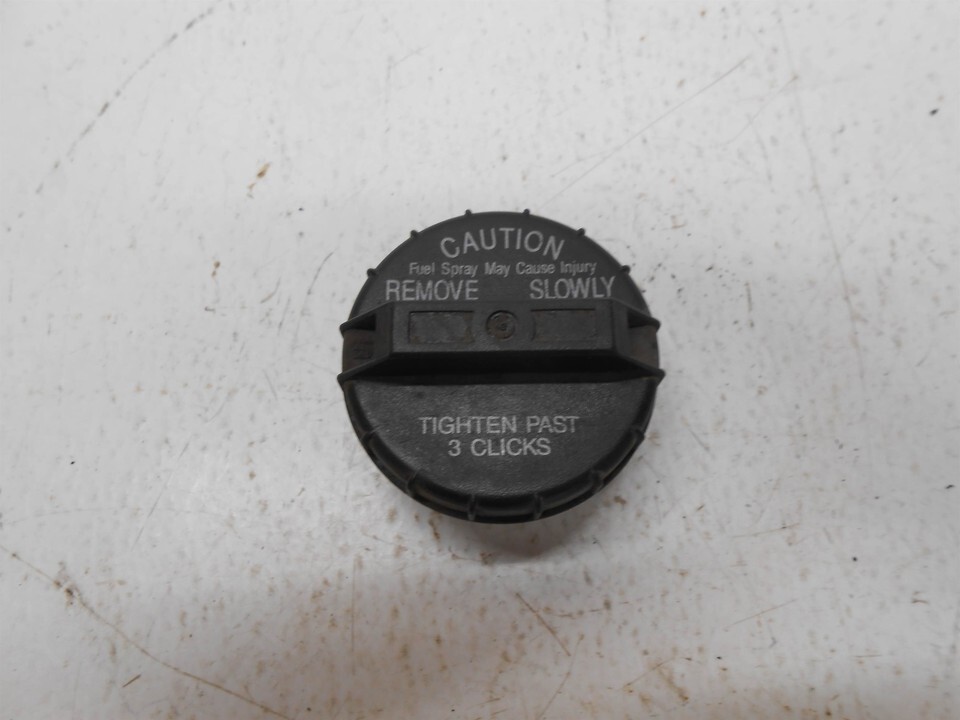 CAUTION
Fuel Spray May Cause Injury
REMOVE SLOWLY
TIGHTEN PAST
3 CLICKS